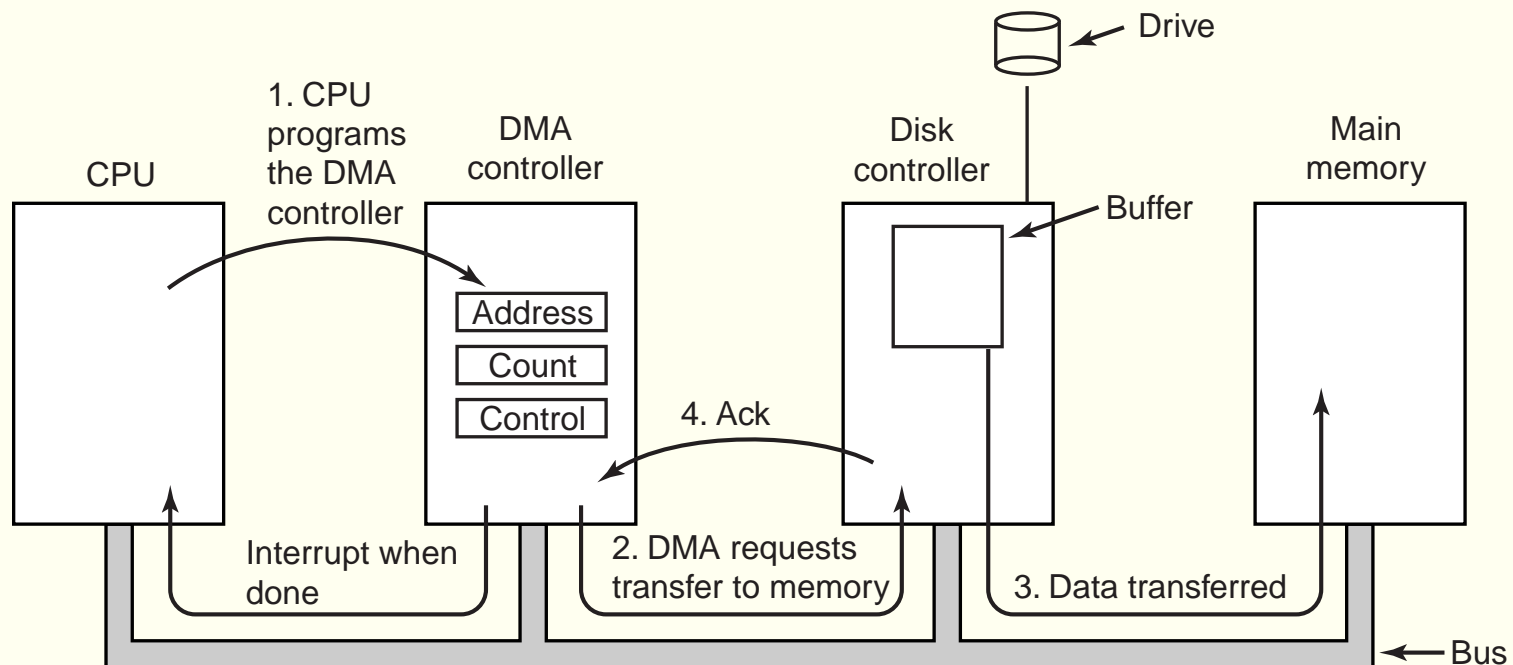 Drive
1. CPU
programs
the DMA
controller
CPU
DMA
controller
Disk
controller
Main
memory
Buffer
Address
Count
Control
4. Ack
Interrupt when
done
2. DMA requests
transfer to memory
3. Data transferred
Bus